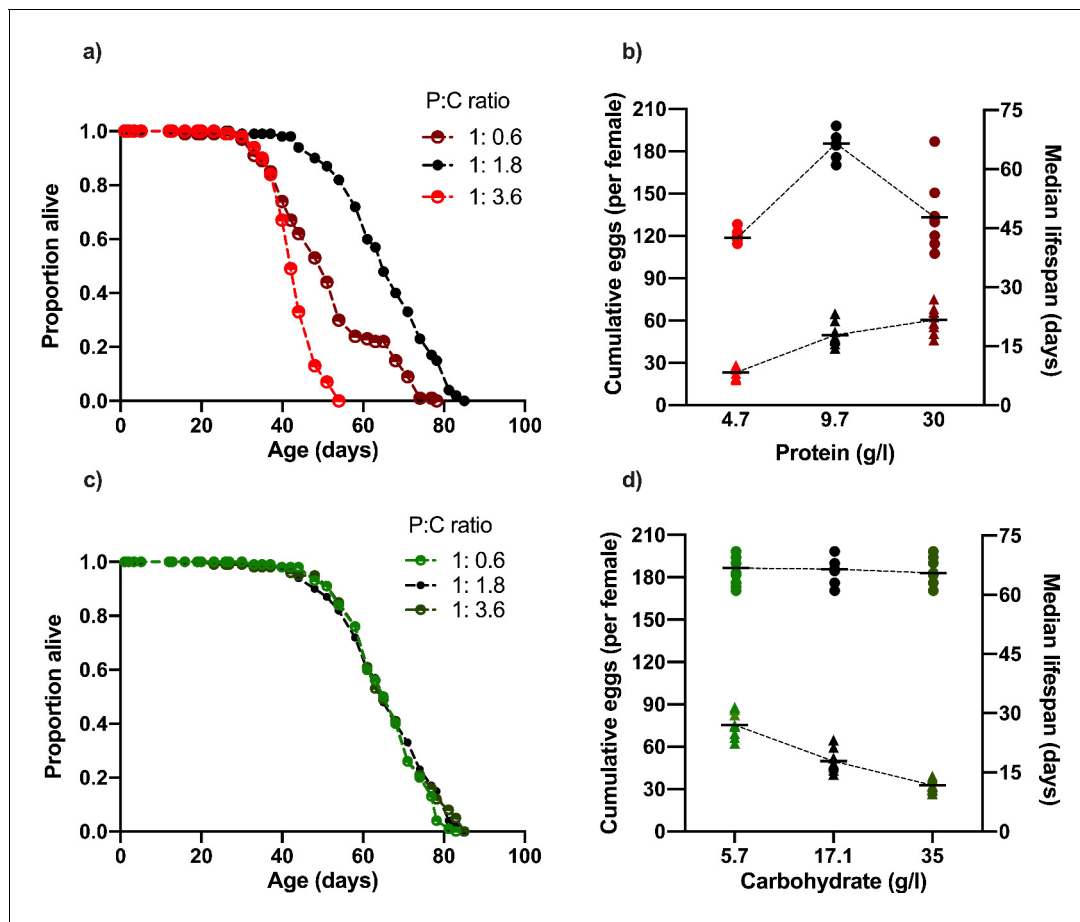 a)
P:C ratio
1: 0.6
1: 1.8
1: 3.6
Proportion alive
1.0
0.8
0.6
0.4
0.2
0.0
0 20 40 60 80 100
Age (days)
b)
Cumulative eggs (per female)
210
180
150
120
90
60
30
0
75
60
45
30
15
0
Median lifespan (days)
4.7 9.7 30
Protein (g/l)
c)
P:C ratio
1: 0.6
1: 1.8
1: 3.6
Proportion alive
1.0
0.8
0.6
0.4
0.2
0.0
0 20 40 60 80 100
Age (days)
d)
Cumulative eggs (per female)
210
180
150
120
90
60
30
0
75
60
45
30
15
0
Median lifespan (days)
5.7 17.1 35
Carbohydrate (g/l)